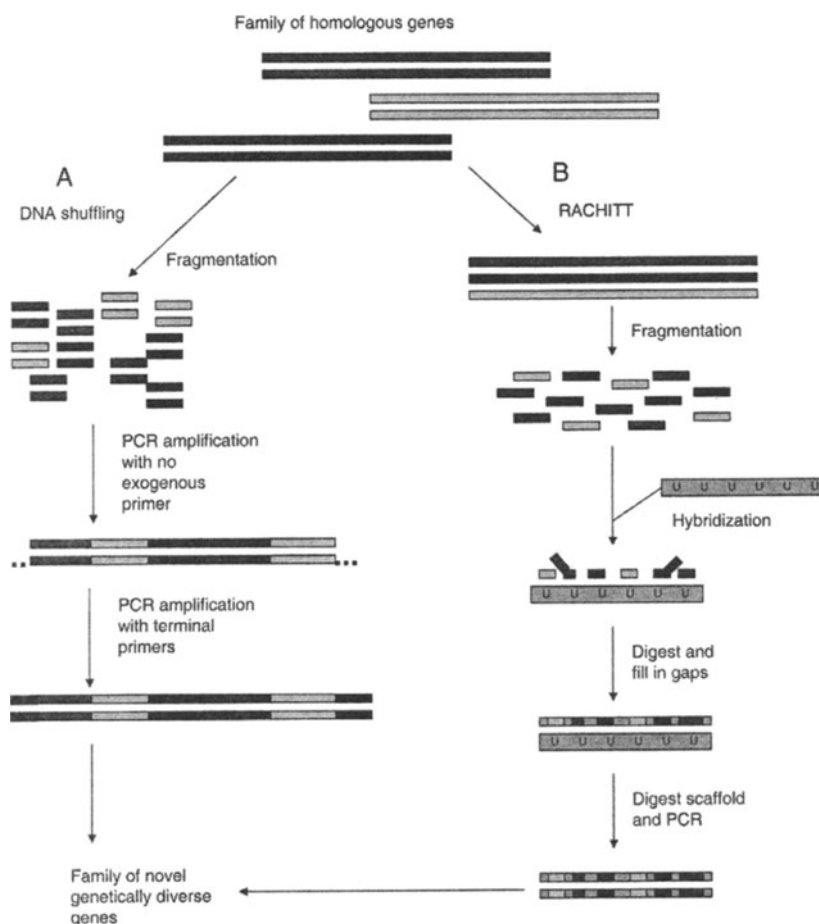 Family of homologous genes
A
DNA shuffling
Fragmentation
PCR amplification
with no
exogenous
primer
PCR amplification
with terminal
primers
Family of novel
genetically diverse
genes
B
RACHITT
Fragmentation
U U U U U U
Hybridization
U U U U U U
Digest and
fill in gaps
U U U U U U
Digest scaffold
and PCR